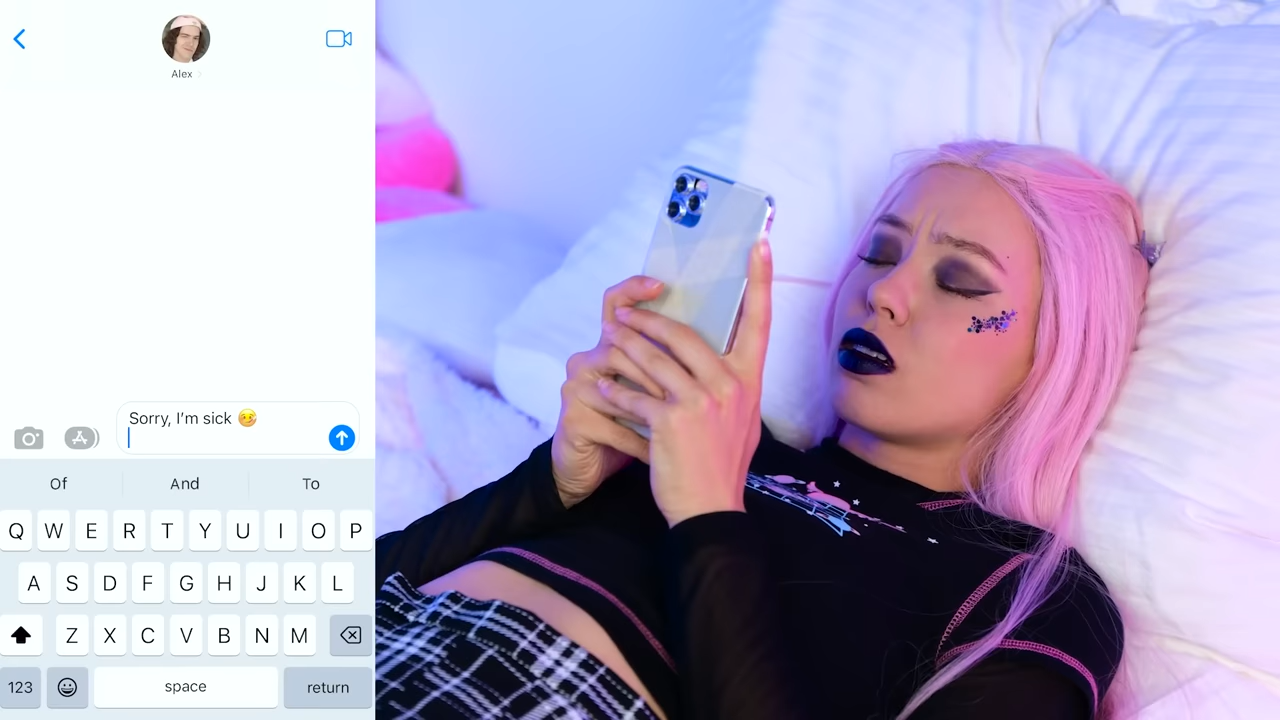 Alex
Sorry, I'm sick 🤒
Of And To
Q W E R T Y U I O P
A S D F G H J K L
Z X C V B N M
123 space return